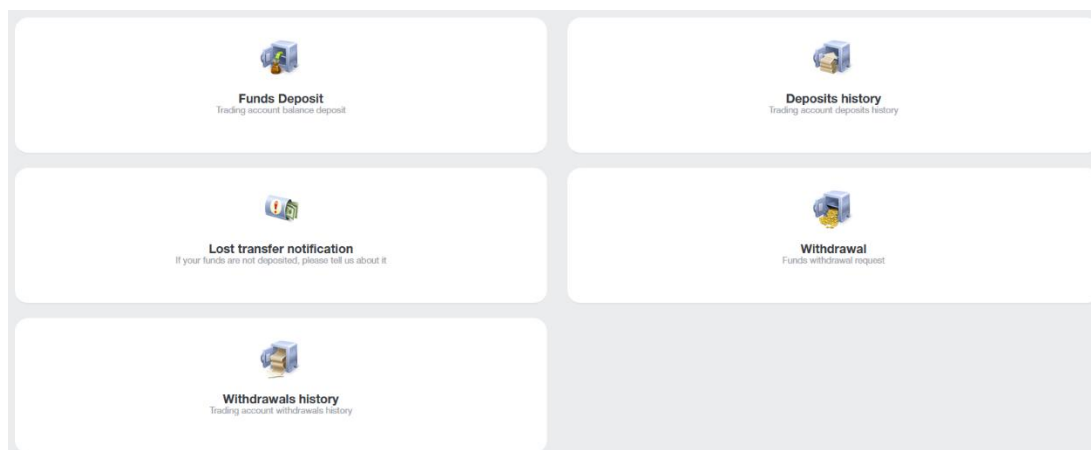 Funds Deposit
Trading account balance deposit
Deposits history
Trading account deposits history
Lost transfer notification
If your funds are not deposited, please tell us about it
Withdrawal
Funds withdrawal request
Withdrawals history
Trading account withdrawals history